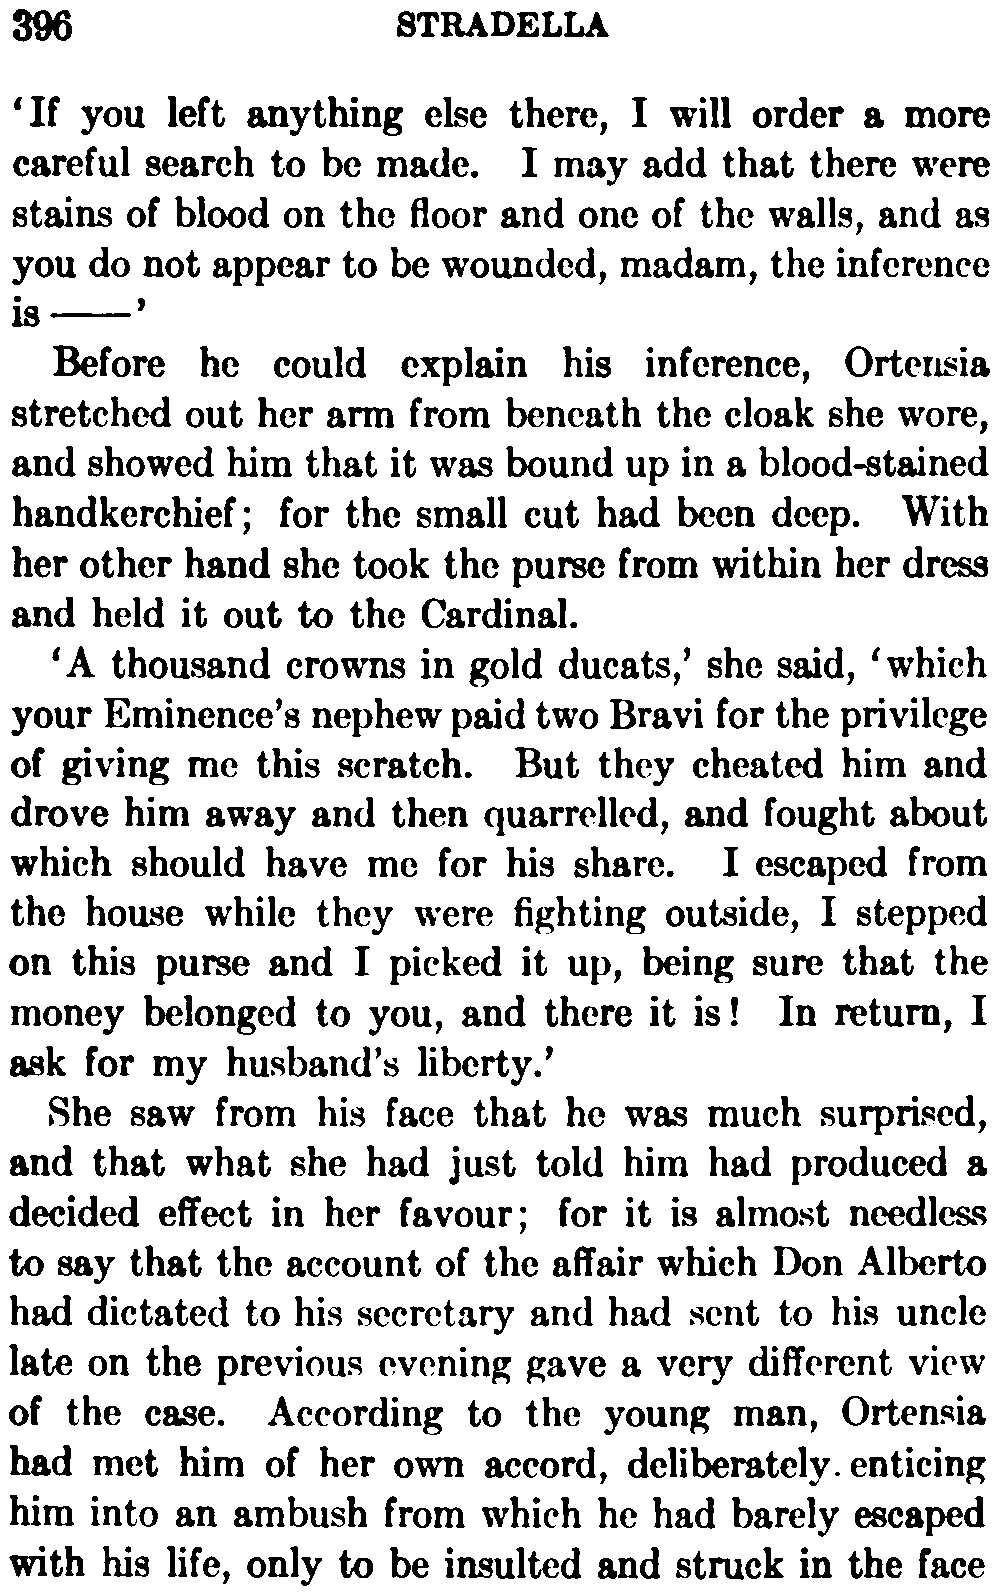 396 STRADELLA
‘If you left anything else there, I will order a more
careful search to be made. I may add that there were
stains of blood on the floor and one of the walls, and as
you do not appear to be wounded, madam, the inference
is ——’
Before he could explain his inference, Ortensia
stretched out her arm from beneath the cloak she wore,
and showed him that it was bound up in a blood-stained
handkerchief; for the small cut had been deep. With
her other hand she took the purse from within her dress
and held it out to the Cardinal.
‘A thousand crowns in gold ducats,’ she said, ‘which
your Eminence’s nephew paid two Bravi for the privilege
of giving me this scratch. But they cheated him and
drove him away and then quarrelled, and fought about
which should have me for his share. I escaped from
the house while they were fighting outside, I stepped
on this purse and I picked it up, being sure that the
money belonged to you, and there it is! In return, I
ask for my husband’s liberty.’
She saw from his face that he was much surprised,
and that what she had just told him had produced a
decided effect in her favour; for it is almost needless
to say that the account of the affair which Don Alberto
had dictated to his secretary and had sent to his uncle
late on the previous evening gave a very different view
of the case. According to the young man, Ortensia
had met him of her own accord, deliberately. enticing
him into an ambush from which he had barely escaped
with his life, only to be insulted and struck in the face